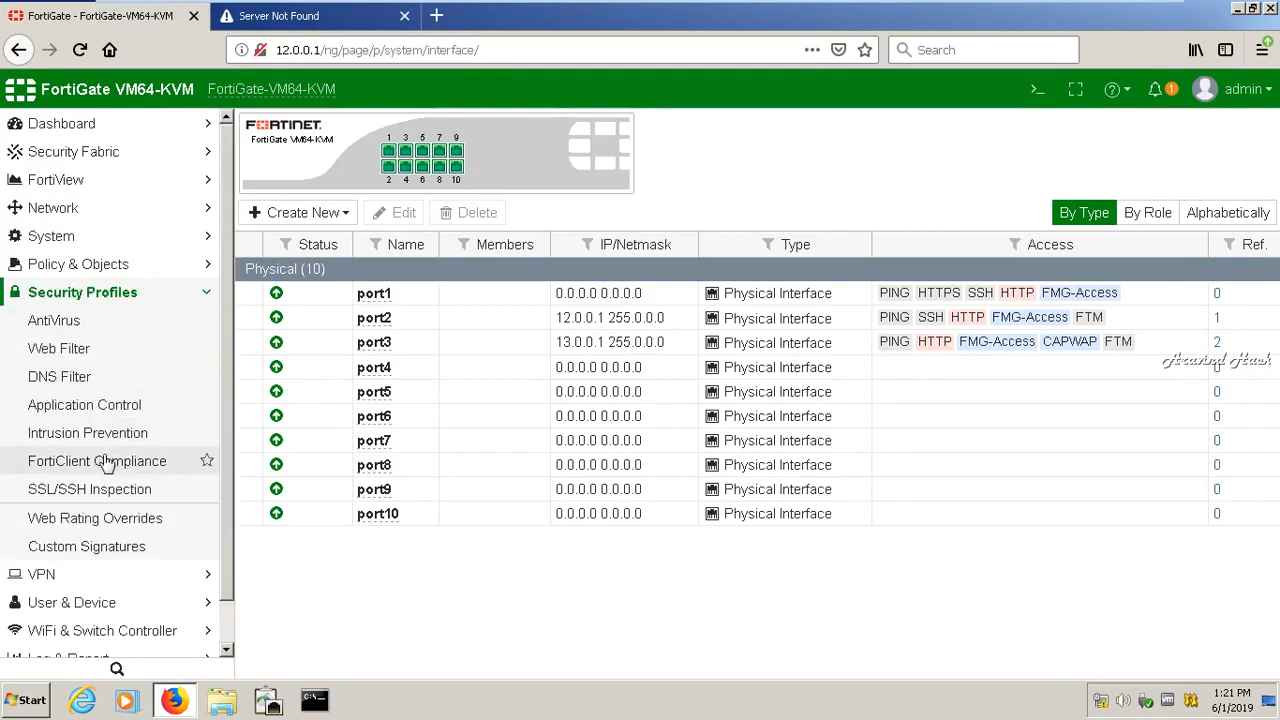 FortiGate - FortiGate-VM64-KVM
Server Not Found
12.0.0.1/ng/page/p/system/interface/
Search
FortiGate VM64-KVM
FortiGate-VM64-KVM
1
admin
Dashboard
Security Fabric
FortiView
Network
System
Policy & Objects
Security Profiles
AntiVirus
Web Filter
DNS Filter
Application Control
Intrusion Prevention
FortiClient Compliance
SSL/SSH Inspection
Web Rating Overrides
Custom Signatures
VPN
User & Device
WiFi & Switch Controller
Log & Report
FORTINET
FortiGate VM64-KVM
1 3 5 7 9
2 4 6 8 10
Create New Edit Delete
By Type By Role Alphabetically
Status Name Members IP/Netmask Type Access Ref.
Physical (10)
port1 0.0.0.0 0.0.0.0 Physical Interface PING HTTPS SSH HTTP FMG-Access 0
port2 12.0.0.1 255.0.0.0 Physical Interface PING SSH HTTP FMG-Access FTM 1
port3 13.0.0.1 255.0.0.0 Physical Interface PING HTTP FMG-Access CAPWAP FTM 2
Aravind Hask
port4 0.0.0.0 0.0.0.0 Physical Interface 0
port5 0.0.0.0 0.0.0.0 Physical Interface 0
port6 0.0.0.0 0.0.0.0 Physical Interface 0
port7 0.0.0.0 0.0.0.0 Physical Interface 0
port8 0.0.0.0 0.0.0.0 Physical Interface 0
port9 0.0.0.0 0.0.0.0 Physical Interface 0
port10 0.0.0.0 0.0.0.0 Physical Interface 0
Start
1:21 PM
6/1/2019